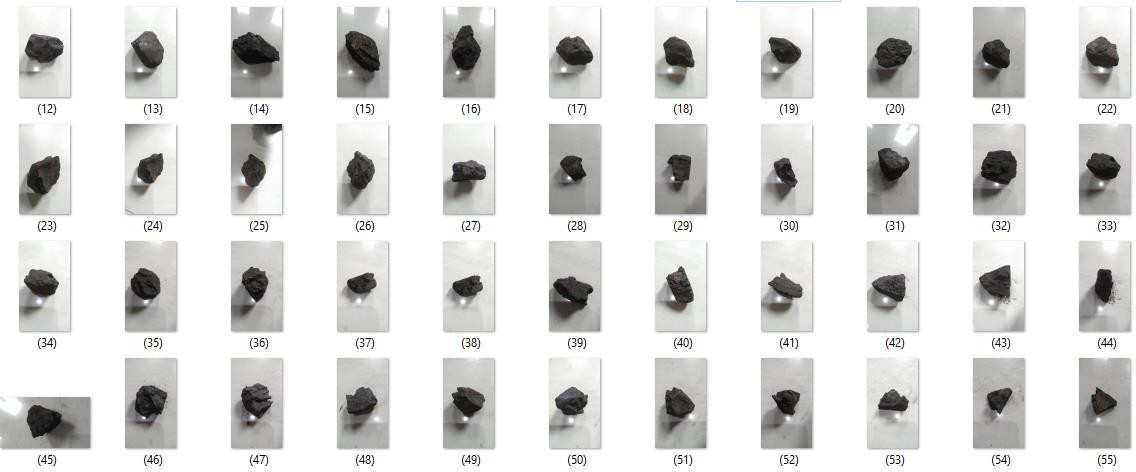 (12) (13) (14) (15) (16) (17) (18) (19) (20) (21) (22)
(23) (24) (25) (26) (27) (28) (29) (30) (31) (32) (33)
(34) (35) (36) (37) (38) (39) (40) (41) (42) (43) (44)
(45) (46) (47) (48) (49) (50) (51) (52) (53) (54) (55)